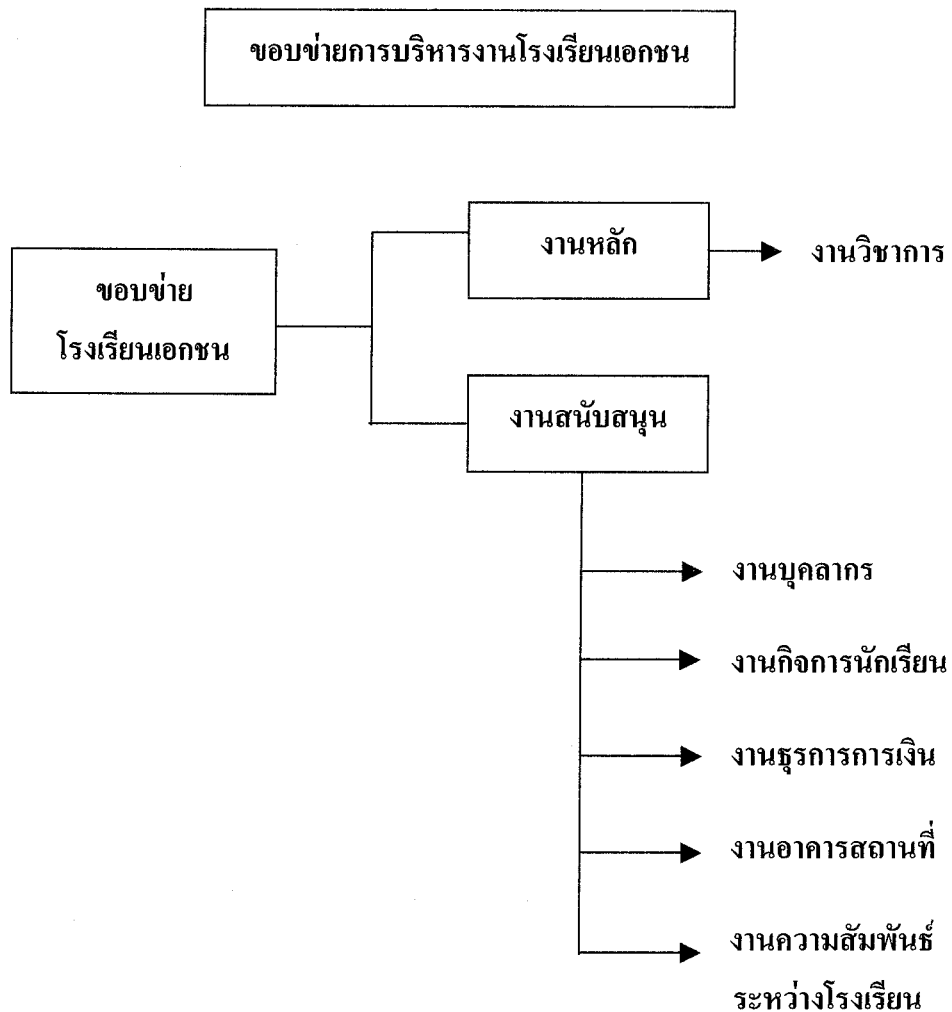 ขอบข่ายการบริหารงานโรงเรียนเอกชน
งานหลัก
งานวิชาการ
ขอบข่าย
โรงเรียนเอกชน
งานสนับสนุน
งานบุคลากร
งานกิจการนักเรียน
งานธุรการการเงิน
งานอาคารสถานที่
งานความสัมพันธ์
ระหว่างโรงเรียน